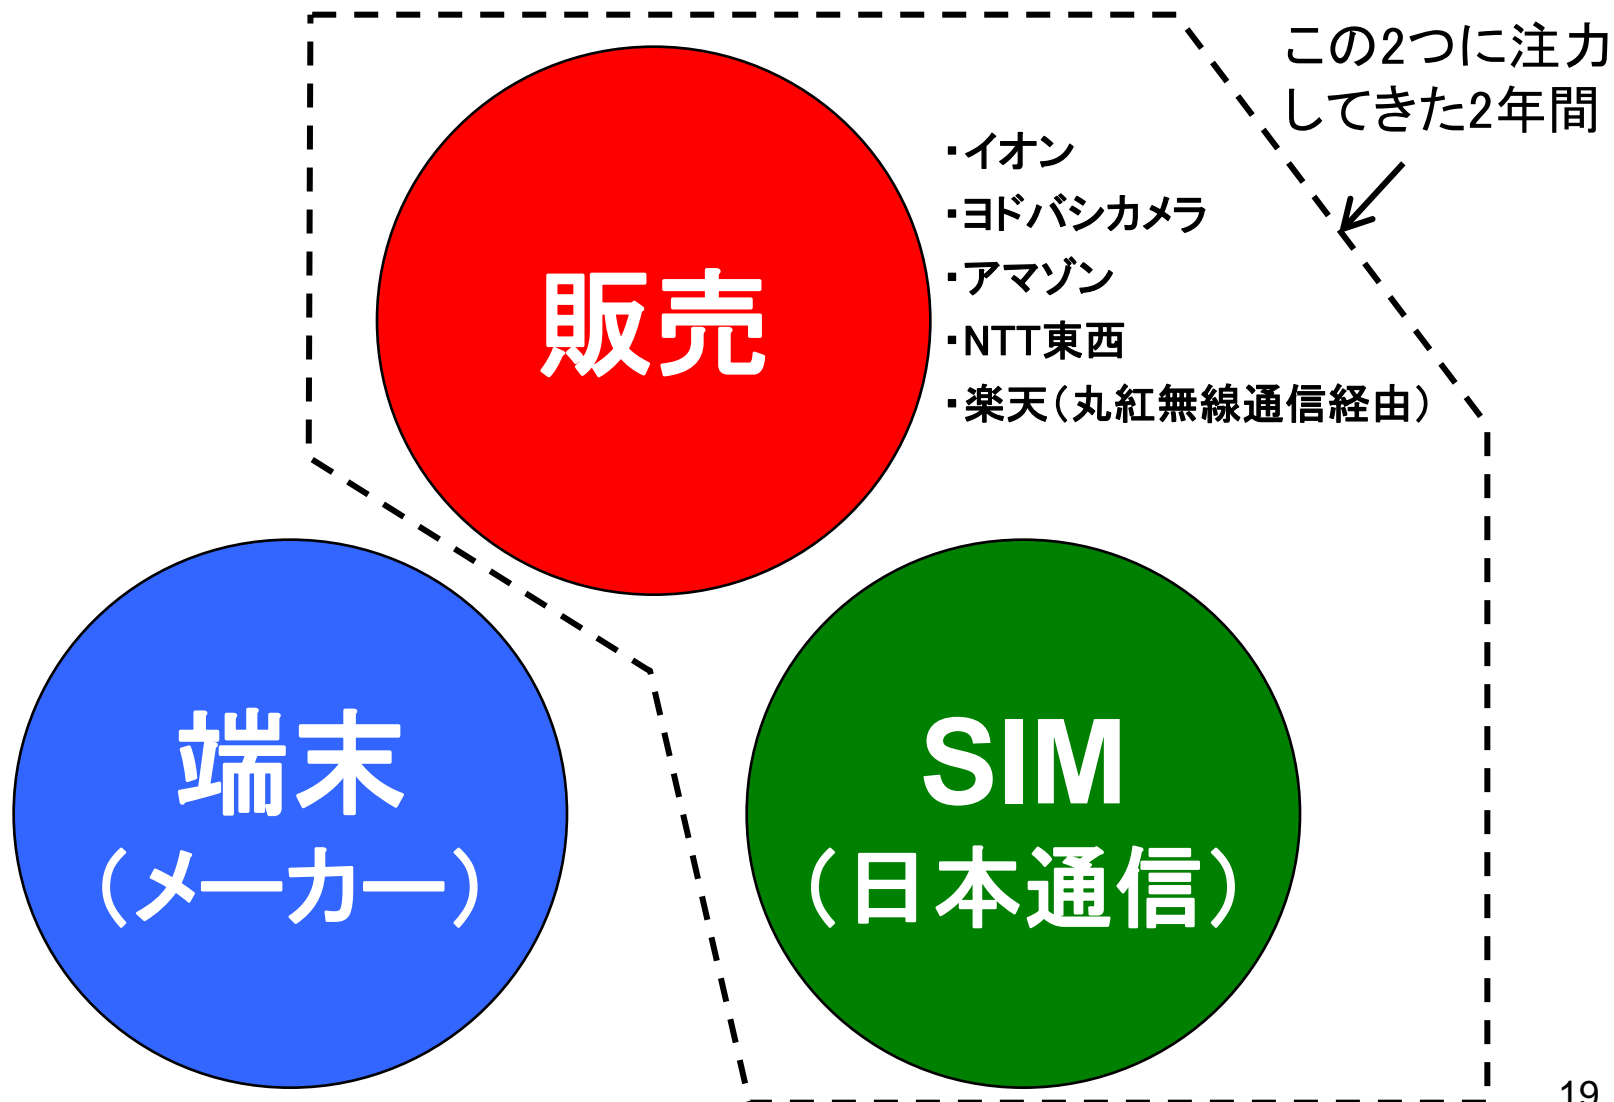 この2つに注力
してきた2年間
・イオン
・ヨドバシカメラ
・アマゾン
・NTT東西
・楽天（丸紅無線通信経由）
販売
端末
（メーカー）
SIM
（日本通信）
19